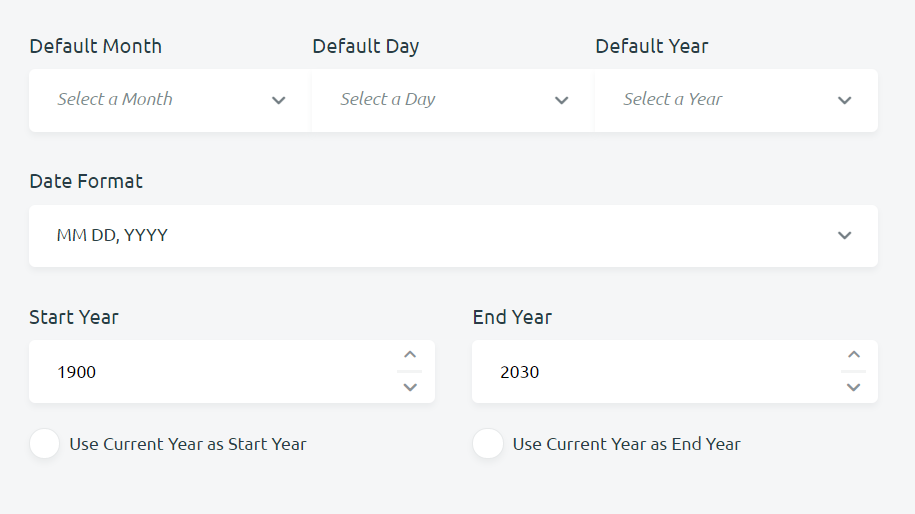 Default Month Default Day Default Year
Select a Month Select a Day Select a Year
Date Format
MM DD, YYYY
Start Year End Year
1900 2030
Use Current Year as Start Year Use Current Year as End Year